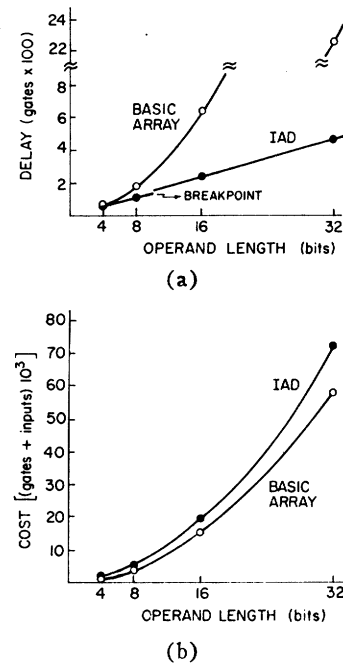 24
22
8
6
4
2
DELAY (gates x 100)
BASIC
ARRAY
IAD
BREAKPOINT
4 8 16 32
OPERAND LENGTH (bits)
(a)
80
70
60
50
40
30
20
10
COST [(gates + inputs) 10³]
IAD
BASIC
ARRAY
4 8 16 32
OPERAND LENGTH (bits)
(b)